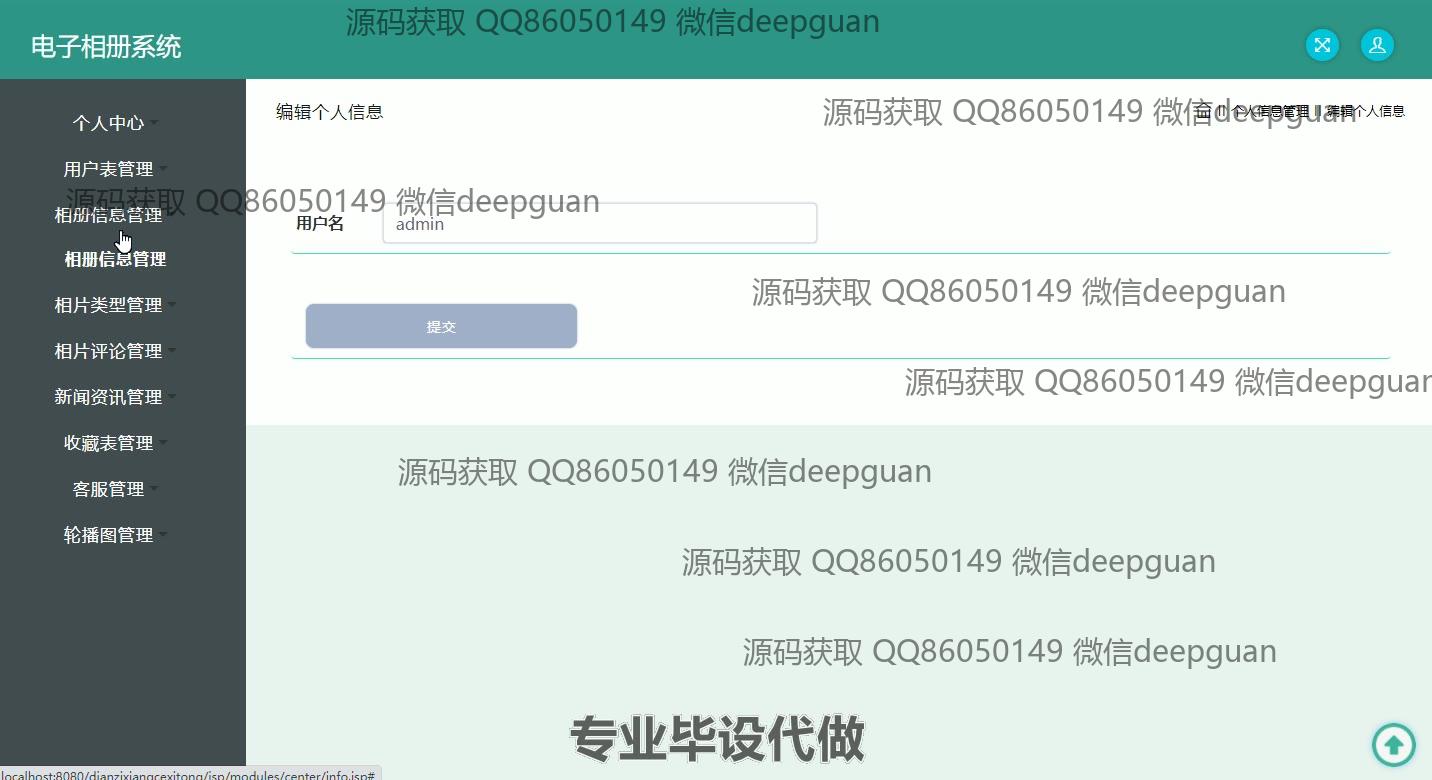 源码获取 QQ86050149 微信deepguan
电子相册系统
个人中心
用户表管理
相册信息管理
相册信息管理
相片类型管理
相片评论管理
新闻资讯管理
收藏表管理
客服管理
轮播图管理
编辑个人信息
源码获取 QQ86050149 微信deepguan
|| 个人信息管理 || 编辑个人信息
源码获取 QQ86050149 微信deepguan
用户名
admin
源码获取 QQ86050149 微信deepguan
提交
源码获取 QQ86050149 微信deepguan
源码获取 QQ86050149 微信deepguan
源码获取 QQ86050149 微信deepguan
源码获取 QQ86050149 微信deepguan
专业毕设代做
localhost:8080/dianzixiangcexitong/jsp/modules/center/info.jsp#